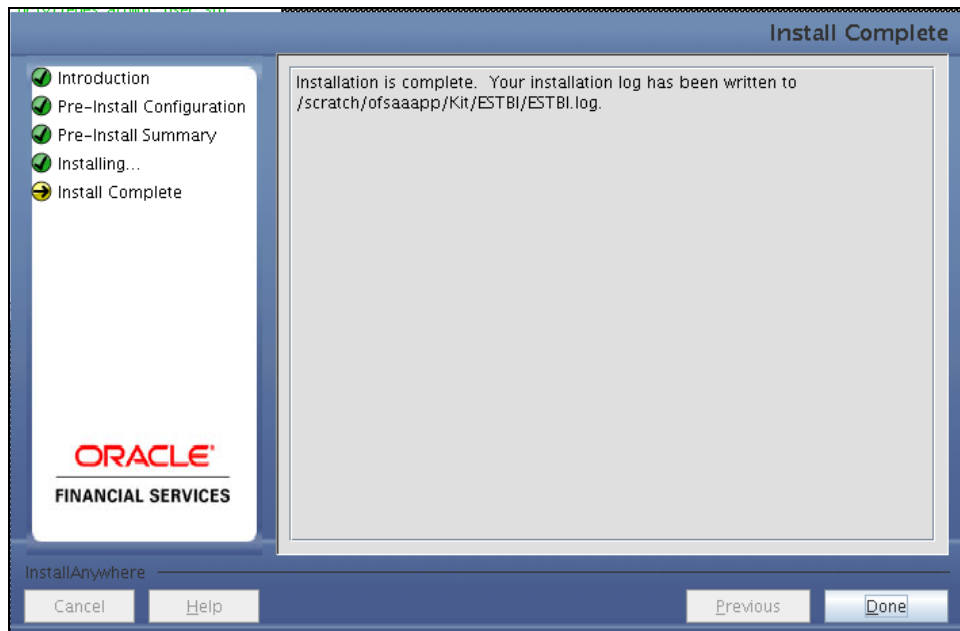 Install Complete
Introduction
Pre-Install Configuration
Pre-Install Summary
Installing...
Install Complete
Installation is complete.  Your installation log has been written to
/scratch/ofsaaapp/Kit/ESTBI/ESTBI.log.
ORACLE
FINANCIAL SERVICES
InstallAnywhere
Cancel
Help
Previous
Done